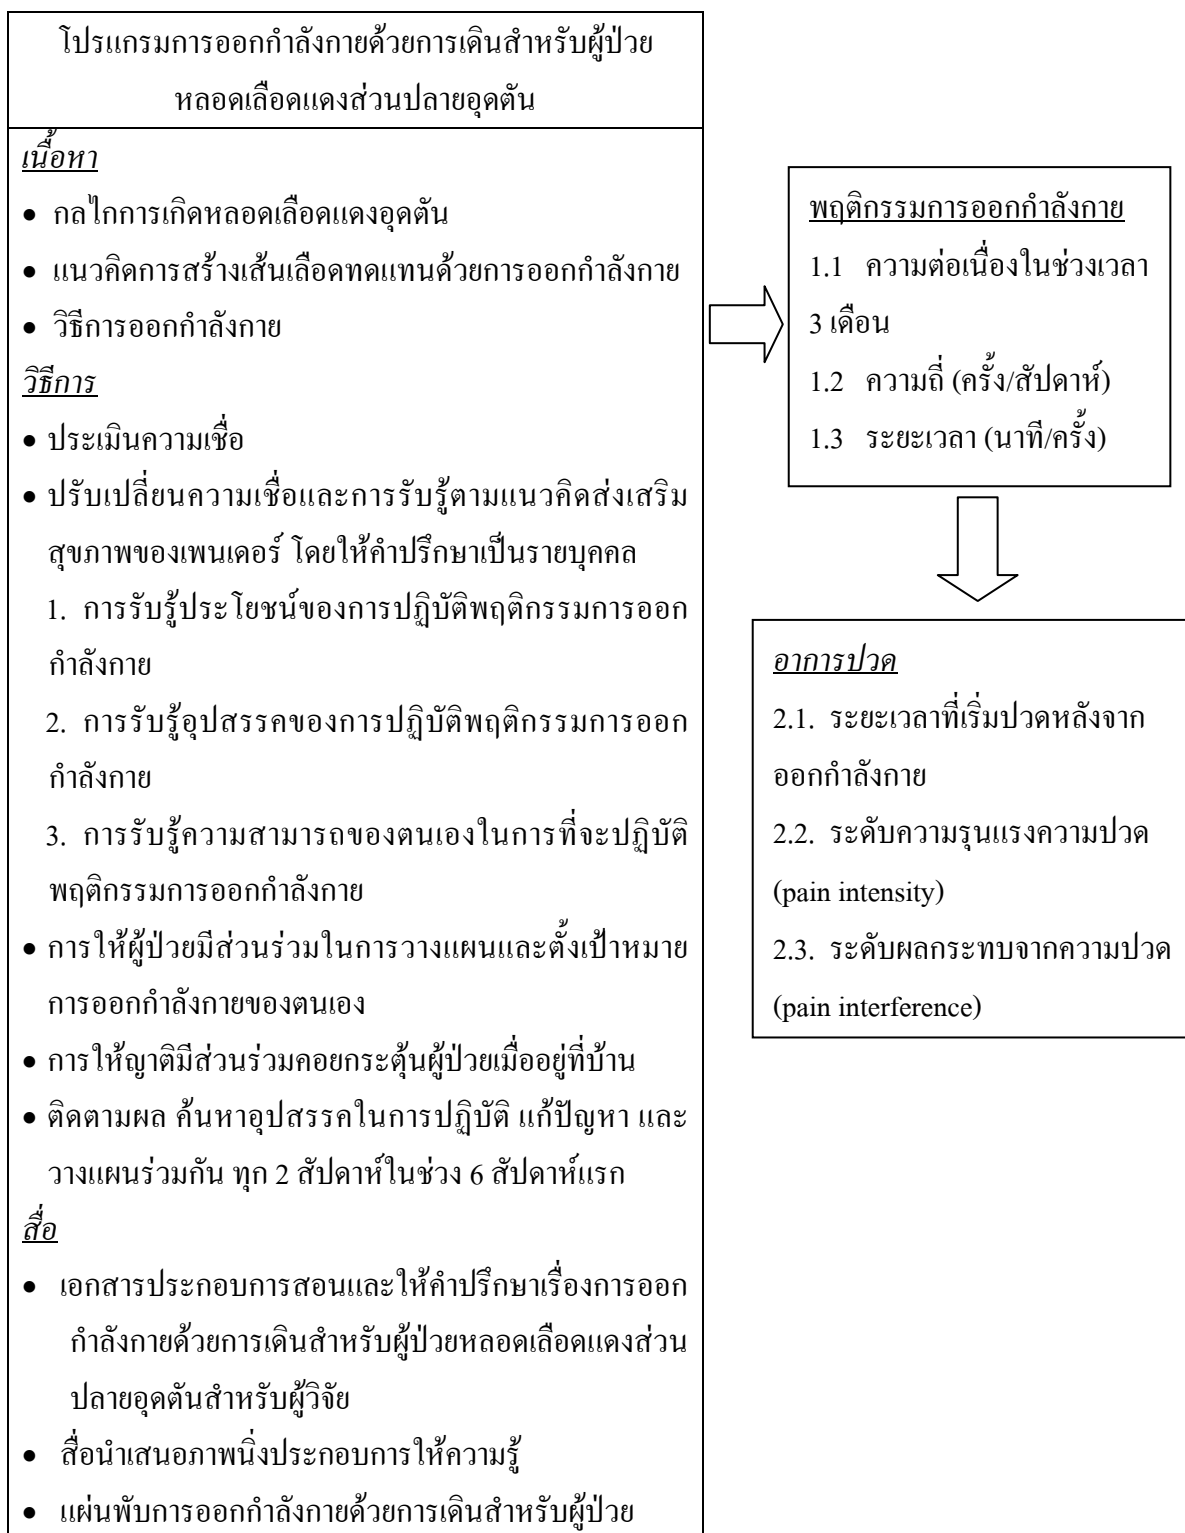 โปรแกรมการออกกำลังกายด้วยการเดินสำหรับผู้ป่วย
หลอดเลือดแดงส่วนปลายอุดตัน
เนื้อหา
• กลไกการเกิดหลอดเลือดแดงอุดตัน
• แนวคิดการสร้างเส้นเลือดทดแทนด้วยการออกกำลังกาย
• วิธีการออกกำลังกาย
วิธีการ
• ประเมินความเชื่อ
• ปรับเปลี่ยนความเชื่อและการรับรู้ตามแนวคิดส่งเสริม
สุขภาพของเพนเดอร์ โดยให้คำปรึกษาเป็นรายบุคคล
1. การรับรู้ประโยชน์ของการปฏิบัติพฤติกรรมการออก
กำลังกาย
2. การรับรู้อุปสรรคของการปฏิบัติพฤติกรรมการออก
กำลังกาย
3. การรับรู้ความสามารถของตนเองในการที่จะปฏิบัติ
พฤติกรรมการออกกำลังกาย
• การให้ผู้ป่วยมีส่วนร่วมในการวางแผนและตั้งเป้าหมาย
การออกกำลังกายของตนเอง
• การให้ญาติมีส่วนร่วมคอยกระตุ้นผู้ป่วยเมื่ออยู่ที่บ้าน
• ติดตามผล ค้นหาอุปสรรคในการปฏิบัติ แก้ปัญหา และ
วางแผนร่วมกัน ทุก 2 สัปดาห์ในช่วง 6 สัปดาห์แรก
สื่อ
• เอกสารประกอบการสอนและให้คำปรึกษาเรื่องการออก
กำลังกายด้วยการเดินสำหรับผู้ป่วยหลอดเลือดแดงส่วน
ปลายอุดตันสำหรับผู้วิจัย
• สื่อนำเสนอภาพนิ่งประกอบการให้ความรู้
• แผ่นพับการออกกำลังกายด้วยการเดินสำหรับผู้ป่วย
พฤติกรรมการออกกำลังกาย
1.1 ความต่อเนื่องในช่วงเวลา
3 เดือน
1.2 ความถี่ (ครั้ง/สัปดาห์)
1.3 ระยะเวลา (นาที/ครั้ง)
อาการปวด
2.1. ระยะเวลาที่เริ่มปวดหลังจาก
ออกกำลังกาย
2.2. ระดับความรุนแรงความปวด
(pain intensity)
2.3. ระดับผลกระทบจากความปวด
(pain interference)